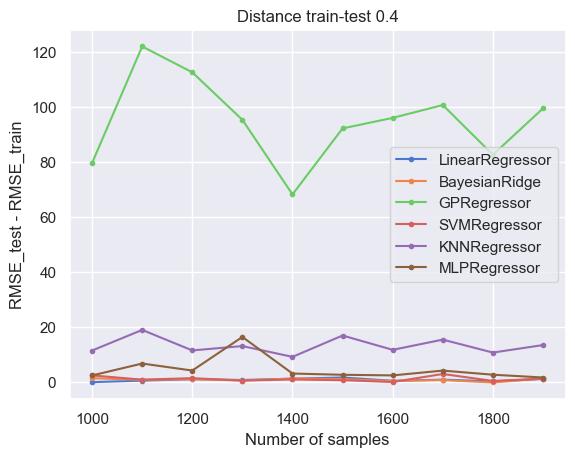 Distance train-test 0.4
RMSE_test - RMSE_train
120
100
80
60
40
20
0
LinearRegressor
BayesianRidge
GPRegressor
SVMRegressor
KNNRegressor
MLPRegressor
1000 1200 1400 1600 1800
Number of samples